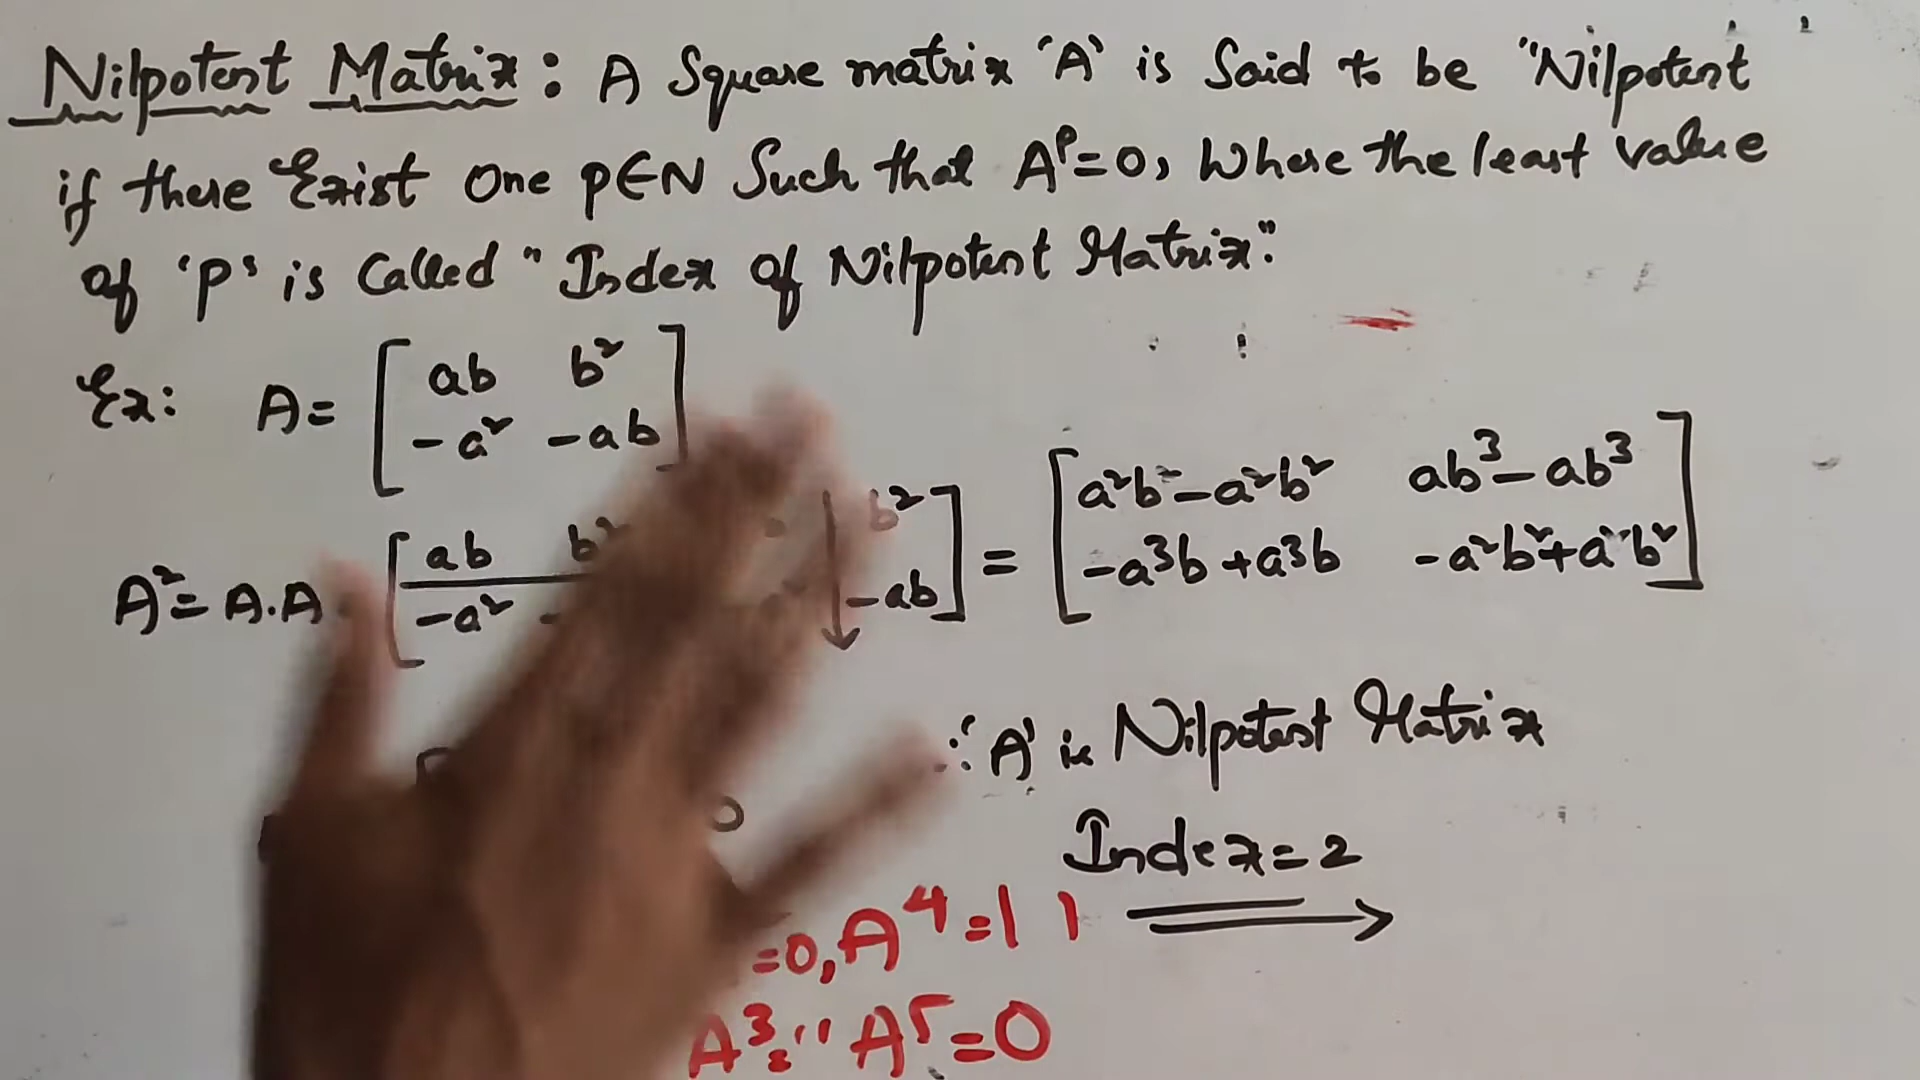 Nilpotent Matrix: A Square matrix 'A' is Said to be "Nilpotent
if there Exist One p∈N Such that A^p=0, Where the least value
of 'P' is Called "Index of Nilpotent Matrix".
Ex: A= [ ab b² ; -a² -ab ]
A²= A.A [ ab b² ; -a² - ] [ b² ; -ab ] = [ a²b²-a²b² ab³-ab³ ; -a³b+a³b -a²b²+a²b² ]
∴ 'A' is Nilpotent Matrix
Index=2
=0, A⁴=
A³ = '' A⁵=0